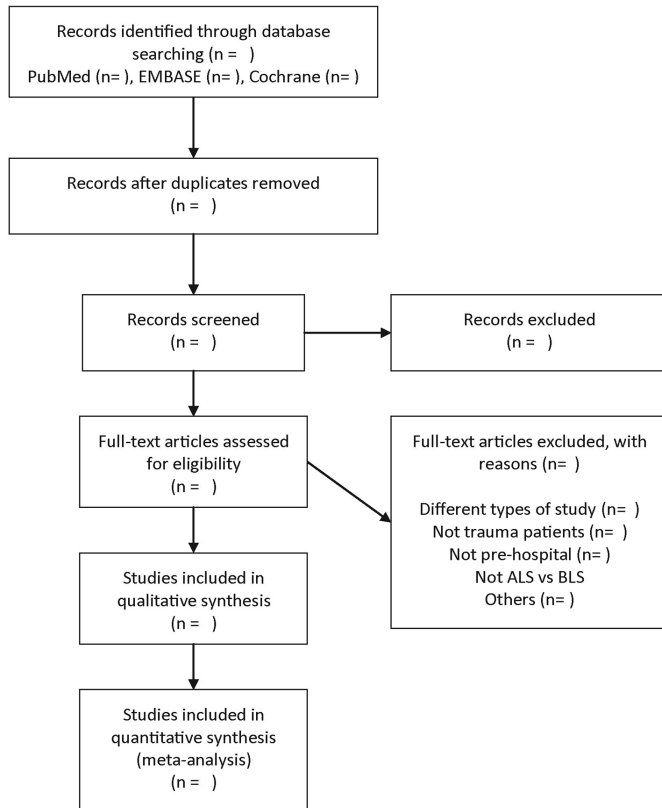 Records identified through database
searching (n =   )
PubMed (n= ), EMBASE (n= ), Cochrane (n= )
Records after duplicates removed
(n =   )
Records screened
(n =   )
Records excluded
(n =   )
Full-text articles assessed
for eligibility
(n =   )
Full-text articles excluded, with
reasons (n=  )
Different types of study (n=  )
Not trauma patients (n=  )
Not pre-hospital (n= )
Not ALS vs BLS
Others (n= )
Studies included in
qualitative synthesis
(n =   )
Studies included in
quantitative synthesis
(meta-analysis)
(n =   )